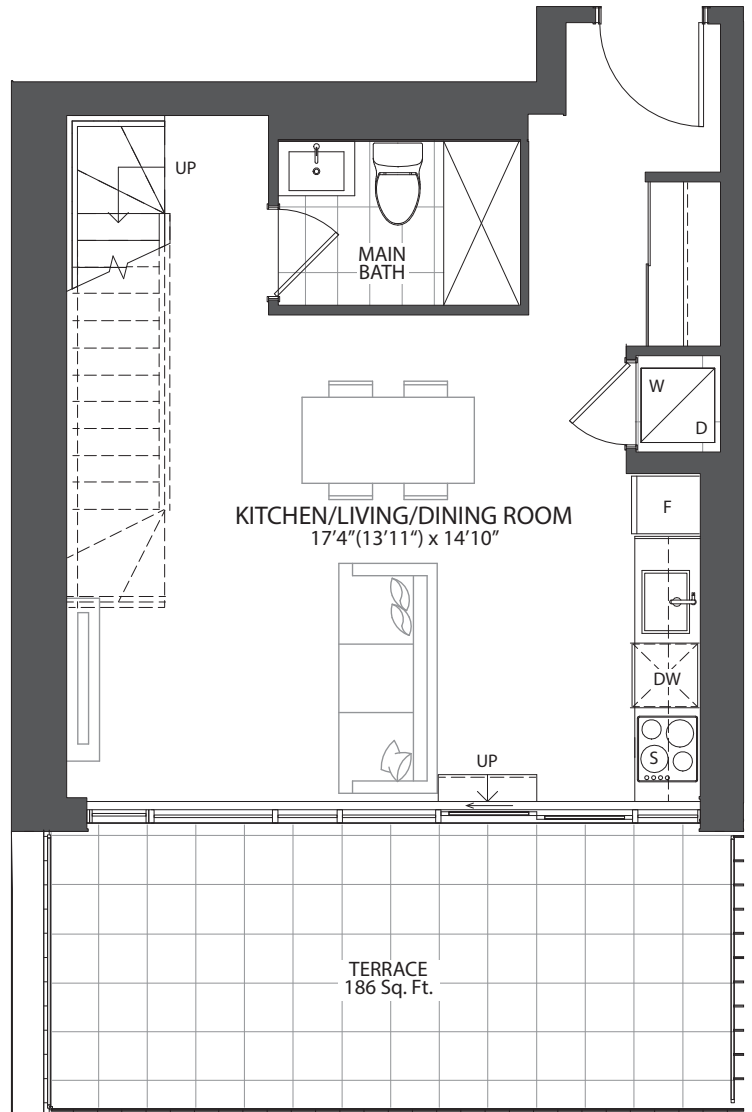 UP
MAIN
BATH
W
D
KITCHEN/LIVING/DINING ROOM
17’4”(13’11“) x 14’10”
F
DW
S
UP
TERRACE
186 Sq. Ft.